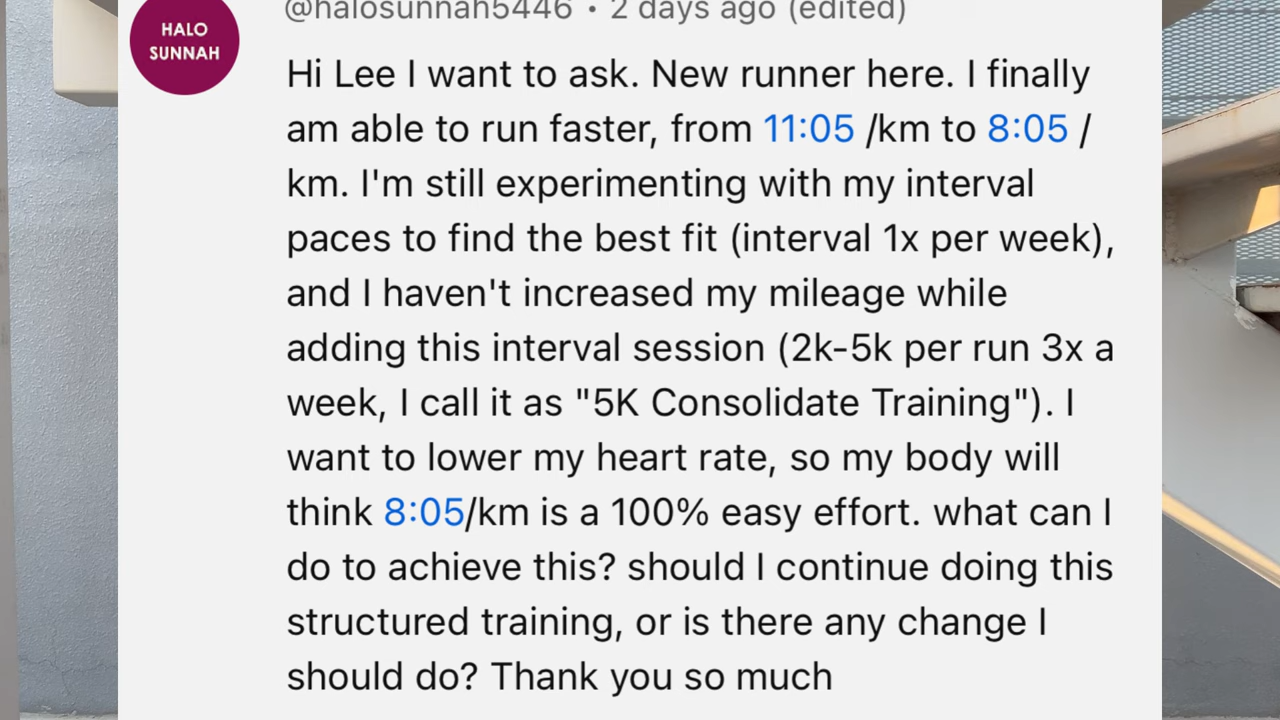 HALO
SUNNAH
@halosunnah5446 • 2 days ago (edited)
Hi Lee I want to ask. New runner here. I finally
am able to run faster, from 11:05 /km to 8:05 /
km. I'm still experimenting with my interval
paces to find the best fit (interval 1x per week),
and I haven't increased my mileage while
adding this interval session (2k-5k per run 3x a
week, I call it as "5K Consolidate Training"). I
want to lower my heart rate, so my body will
think 8:05/km is a 100% easy effort. what can I
do to achieve this? should I continue doing this
structured training, or is there any change I
should do? Thank you so much